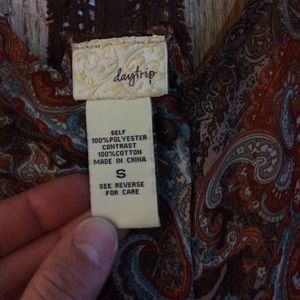 daytrip
SELF
100%POLYESTER
CONTRAST
100%COTTON
MADE IN CHINA
S
SEE REVERSE
FOR CARE